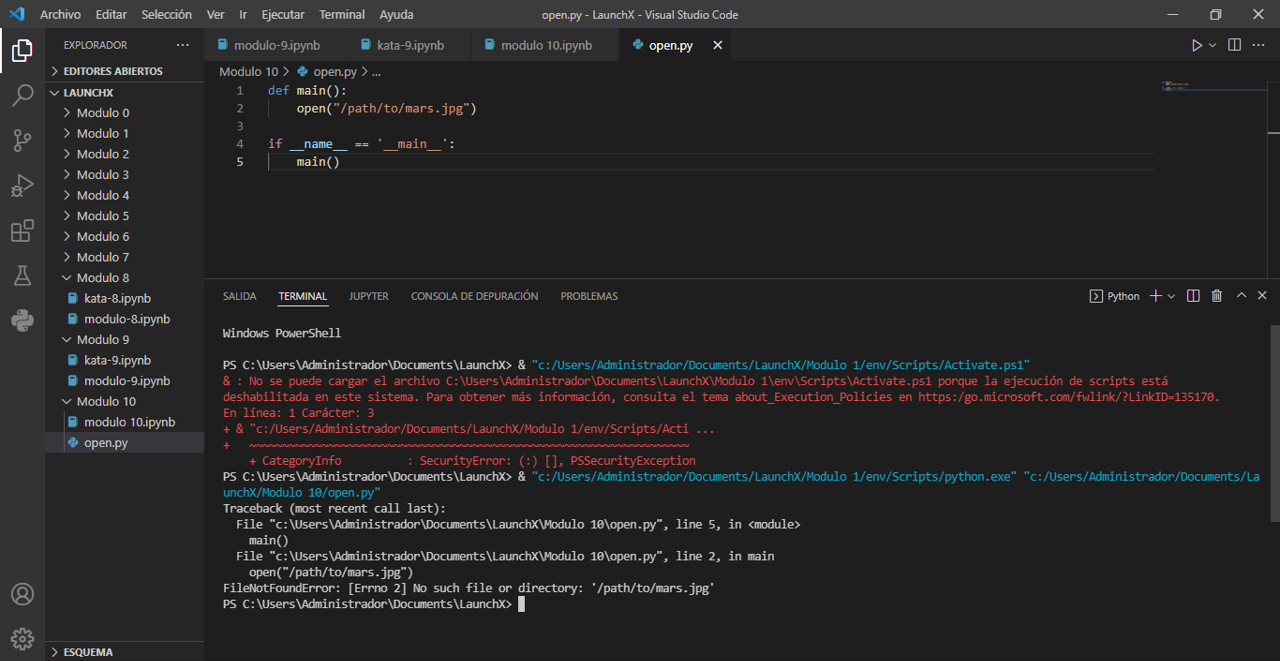 Archivo Editar Selección Ver Ir Ejecutar Terminal Ayuda open.py - LaunchX - Visual Studio Code
EXPLORADOR ... modulo-9.ipynb kata-9.ipynb modulo 10.ipynb open.py
EDITORES ABIERTOS
LAUNCHX
Modulo 0
Modulo 1
Modulo 2
Modulo 3
Modulo 4
Modulo 5
Modulo 6
Modulo 7
Modulo 8
kata-8.ipynb
modulo-8.ipynb
Modulo 9
kata-9.ipynb
modulo-9.ipynb
Modulo 10
modulo 10.ipynb
open.py
ESQUEMA
Modulo 10 > open.py > ...
1 def main():
2     open("/path/to/mars.jpg")
3
4 if __name__ == '__main__':
5     main()
SALIDA TERMINAL JUPYTER CONSOLA DE DEPURACIÓN PROBLEMAS Python
Windows PowerShell
PS C:\Users\Administrador\Documents\LaunchX> & "c:/Users/Administrador/Documents/LaunchX/Modulo 1/env/Scripts/Activate.ps1"
& : No se puede cargar el archivo C:\Users\Administrador\Documents\LaunchX\Modulo 1\env\Scripts\Activate.ps1 porque la ejecución de scripts está
deshabilitada en este sistema. Para obtener más información, consulta el tema about_Execution_Policies en https:/go.microsoft.com/fwlink/?LinkID=135170.
En línea: 1 Carácter: 3
+ & "c:/Users/Administrador/Documents/LaunchX/Modulo 1/env/Scripts/Acti ...
+   ~~~~~~~~~~~~~~~~~~~~~~~~~~~~~~~~~~~~~~~~~~~~~~~~~~~~~~~~~~~~~~~~~~~
    + CategoryInfo          : SecurityError: (:) [], PSSecurityException
PS C:\Users\Administrador\Documents\LaunchX> & "c:/Users/Administrador/Documents/LaunchX/Modulo 1/env/Scripts/python.exe" "c:/Users/Administrador/Documents/La
unchX/Modulo 10/open.py"
Traceback (most recent call last):
  File "c:\Users\Administrador\Documents\LaunchX\Modulo 10\open.py", line 5, in <module>
    main()
  File "c:\Users\Administrador\Documents\LaunchX\Modulo 10\open.py", line 2, in main
    open("/path/to/mars.jpg")
FileNotFoundError: [Errno 2] No such file or directory: '/path/to/mars.jpg'
PS C:\Users\Administrador\Documents\LaunchX>